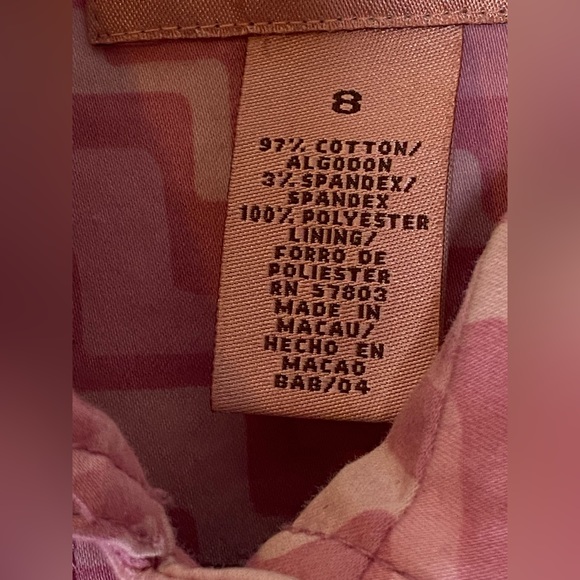 8
97% COTTON/
ALGODON
3% SPANDEX/
SPANDEX
100% POLYESTER
LINING/
FORRO DE
POLIESTER
RN 57803
MADE IN
MACAU/
HECHO EN
MACAO
BAB/04